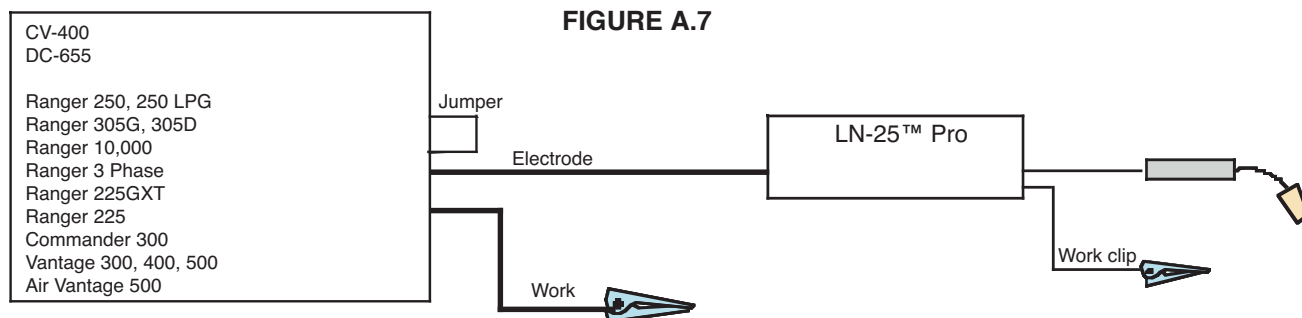 FIGURE A.7
CV-400
DC-655
Ranger 250, 250 LPG
Ranger 305G, 305D
Ranger 10,000
Ranger 3 Phase
Ranger 225GXT
Ranger 225
Commander 300
Vantage 300, 400, 500
Air Vantage 500
Jumper
Electrode
LN-25™ Pro
Work clip
Work